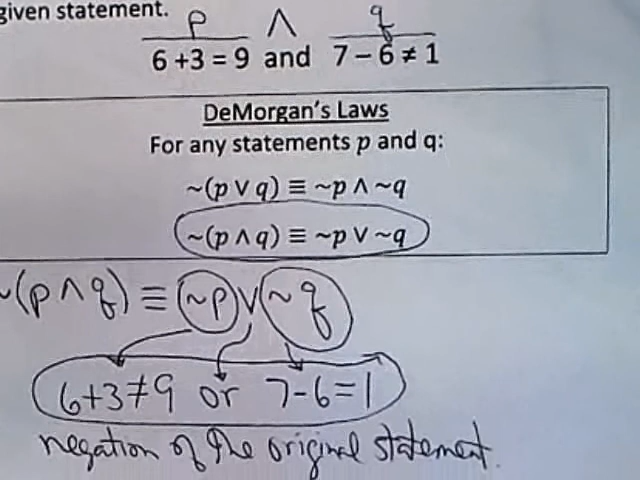 given statement.
p ∧ q
6 +3 = 9 and 7 – 6 ≠ 1
DeMorgan's Laws
For any statements p and q:
~(p ∨ q) ≡ ~p ∧ ~q
~(p ∧ q) ≡ ~p ∨ ~q
~(p ∧ q) ≡ ~p ∨ ~q
6+3≠9 or 7-6=1
negation of the original statement.